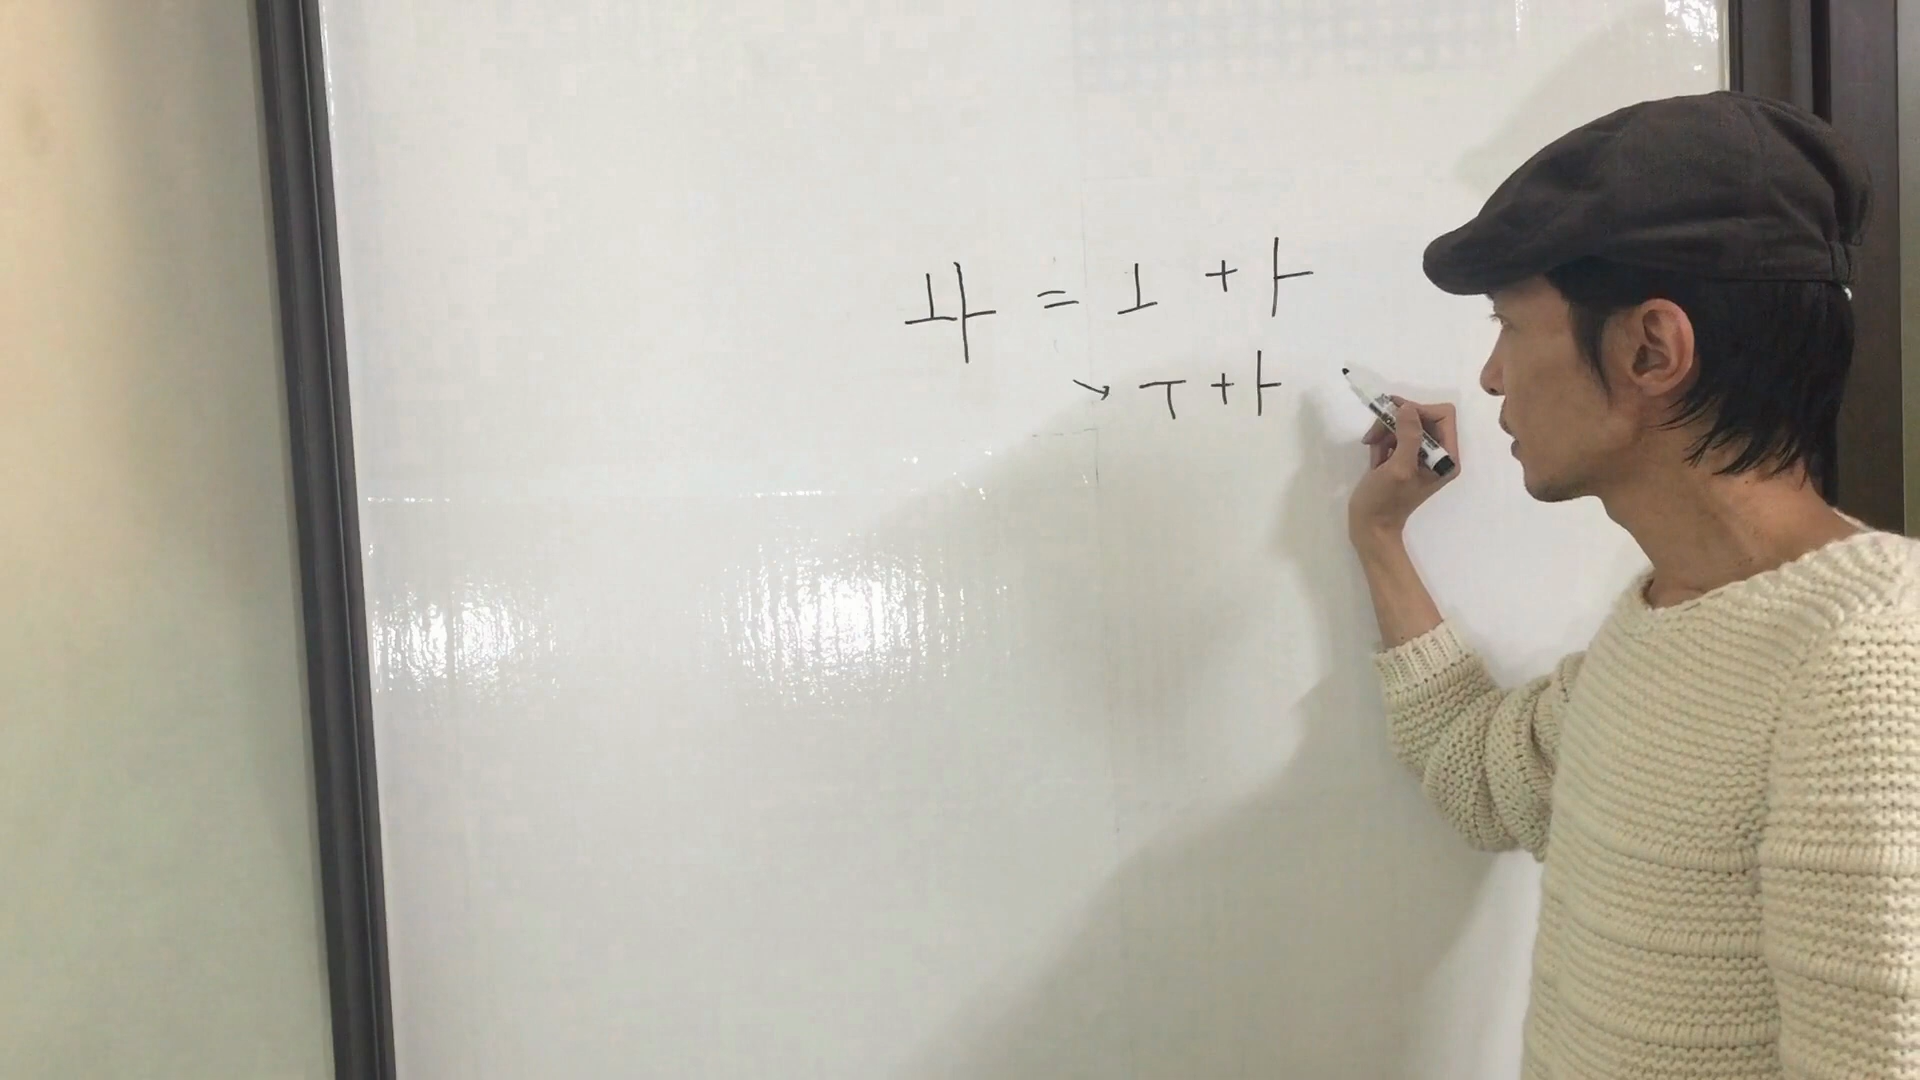 ㅘ = ㅗ + ㅏ
↘ ㅜ + ㅏ